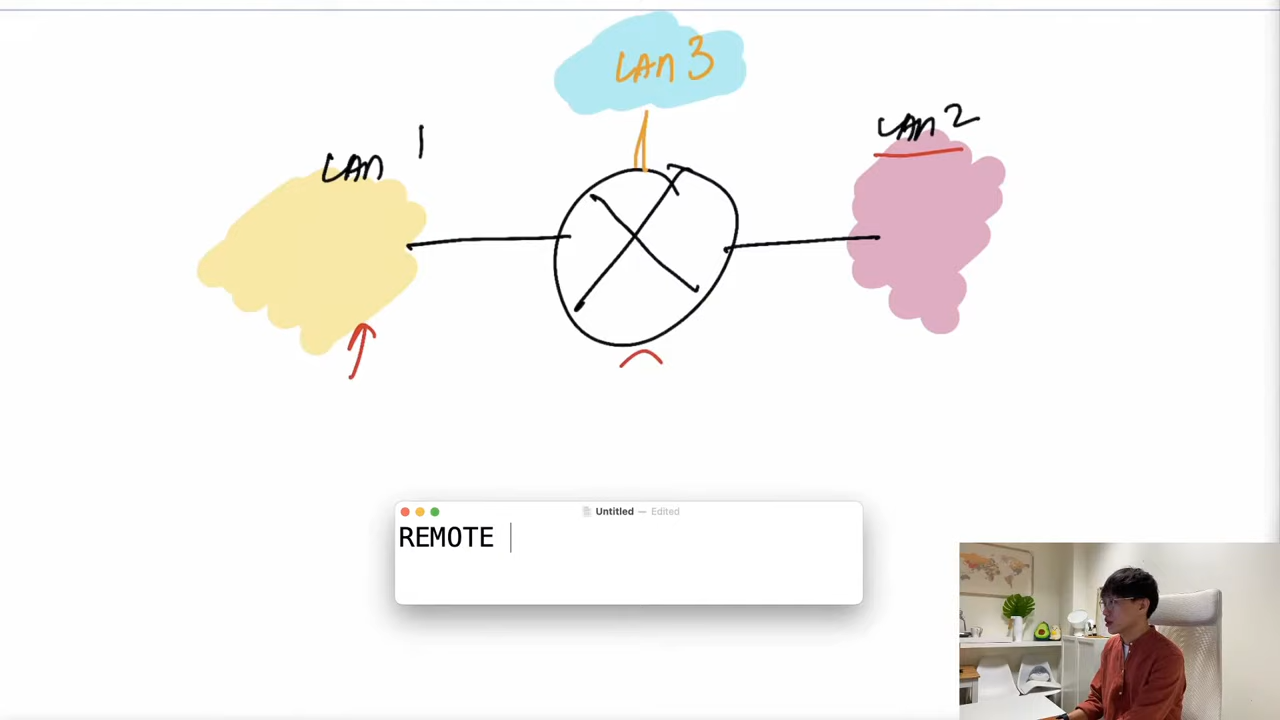 LAN 3
LAN 2
LAN 1
Untitled — Edited
REMOTE